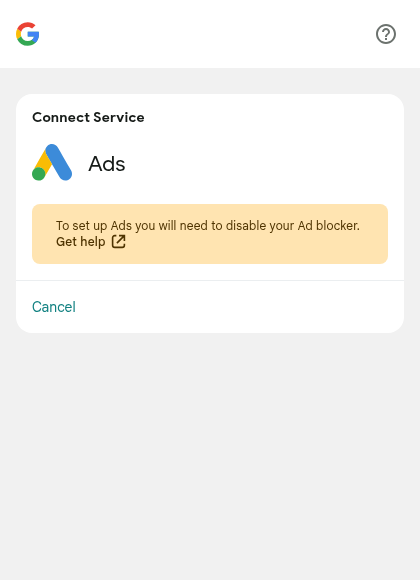 Connect Service
Ads
To set up Ads you will need to disable your Ad blocker.
Get help
Cancel